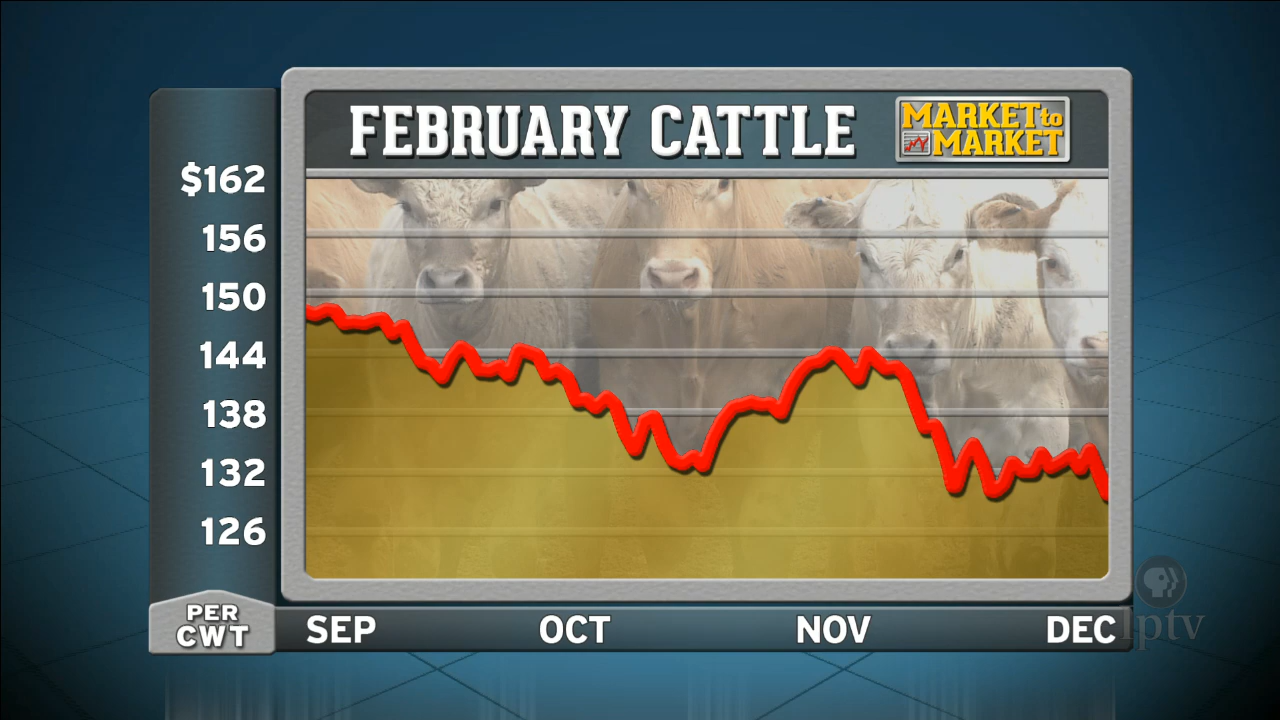 FEBRUARY CATTLE
MARKET to
MARKET
$162
156
150
144
138
132
126
PER
CWT
SEP OCT NOV DEC
iptv